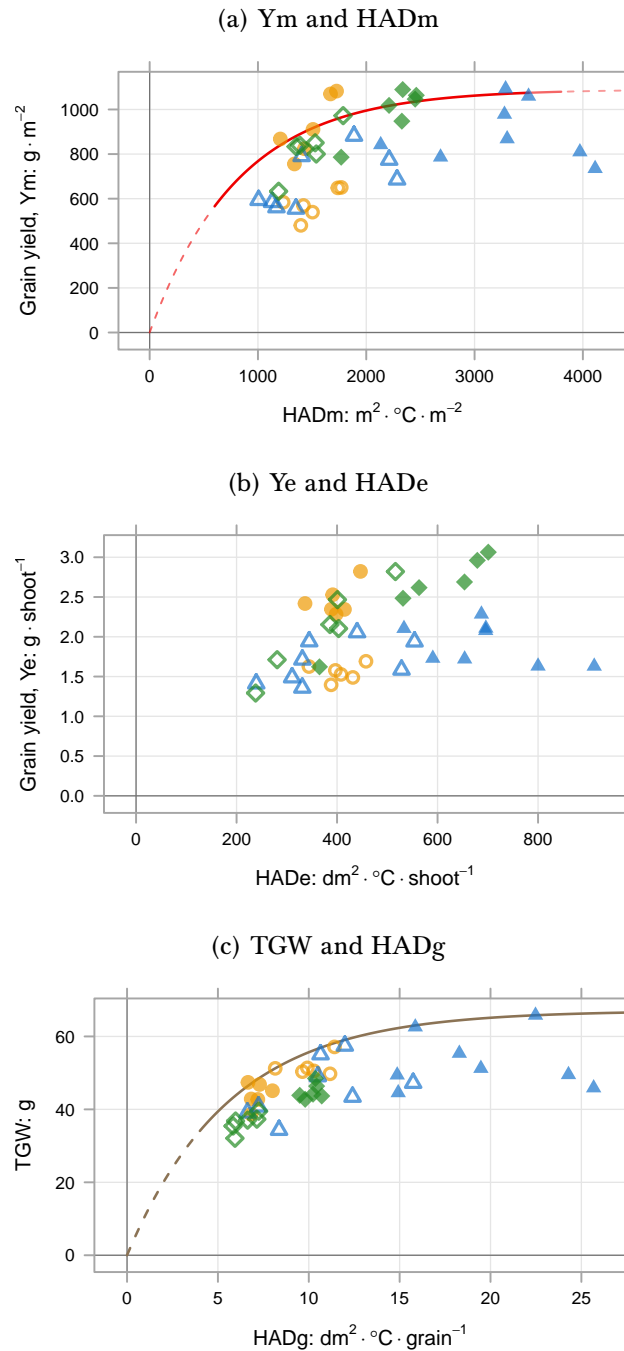 (a) Ym and HADm
Grain yield, Ym: g · m⁻²
1000
800
600
400
200
0
0 1000 2000 3000 4000
HADm: m² · °C · m⁻²
(b) Ye and HADe
Grain yield, Ye: g · shoot⁻¹
3.0
2.5
2.0
1.5
1.0
0.5
0.0
0 200 400 600 800
HADe: dm² · °C · shoot⁻¹
(c) TGW and HADg
TGW: g
60
40
20
0
0 5 10 15 20 25
HADg: dm² · °C · grain⁻¹